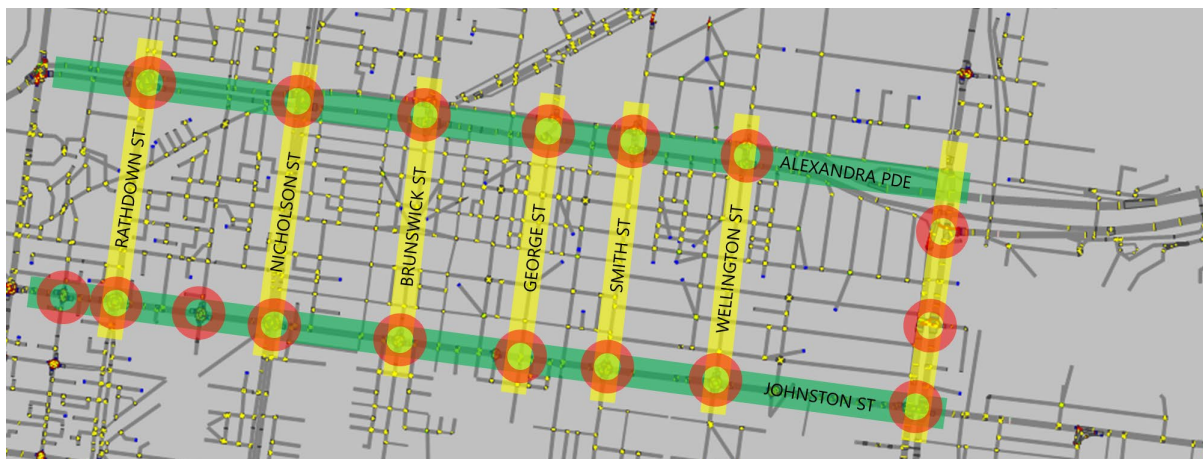 RATHDOWN ST
NICHOLSON ST
BRUNSWICK ST
GEORGE ST
SMITH ST
WELLINGTON ST
ALEXANDRA PDE
JOHNSTON ST